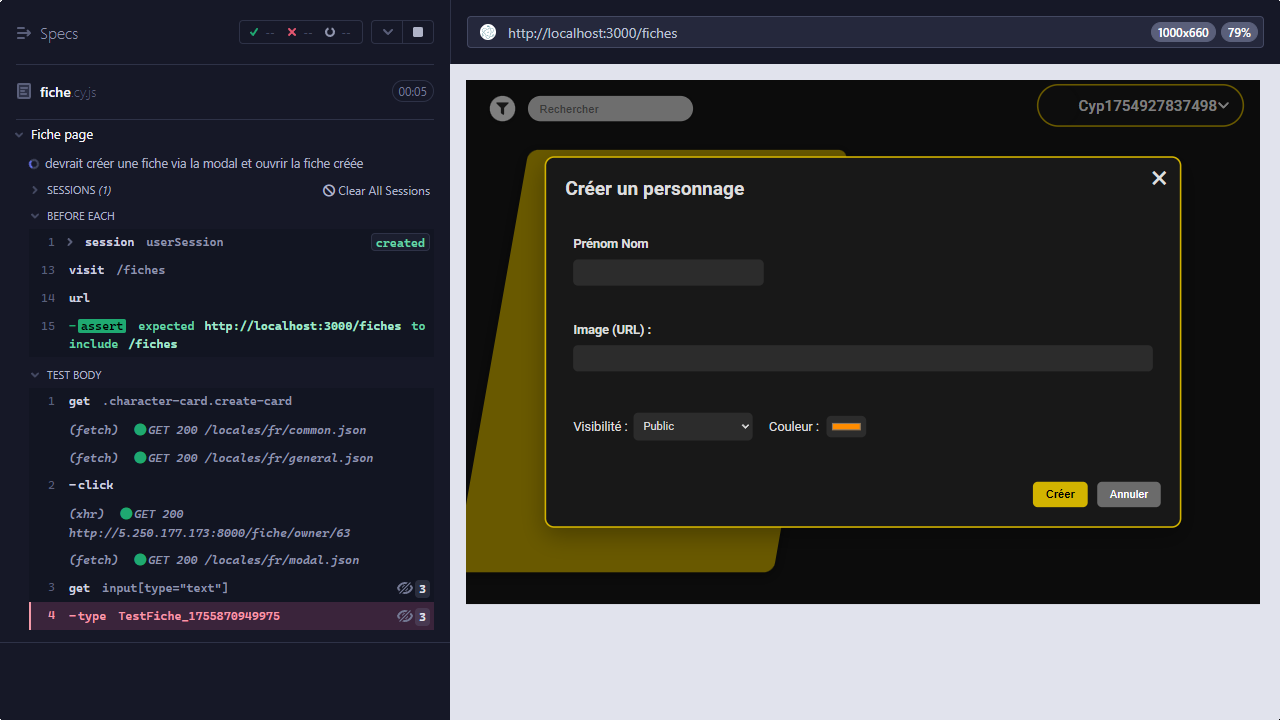 Specs
-- -- --
fiche.cy.js
00:05
Fiche page
devrait créer une fiche via la modal et ouvrir la fiche créée
SESSIONS (1)
Clear All Sessions
BEFORE EACH
1 session userSession created
13 visit /fiches
14 url
15 -assert expected http://localhost:3000/fiches to
include /fiches
TEST BODY
1 get .character-card.create-card
(fetch) GET 200 /locales/fr/common.json
(fetch) GET 200 /locales/fr/general.json
2 -click
(xhr) GET 200
http://5.250.177.173:8000/fiche/owner/63
(fetch) GET 200 /locales/fr/modal.json
3 get input[type="text"] 3
4 -type TestFiche_1755870949975 3
http://localhost:3000/fiches
1000x660
79%
Rechercher
Cyp1754927837498
Créer un personnage
Prénom Nom
Image (URL) :
Visibilité : Public Couleur :
Créer Annuler